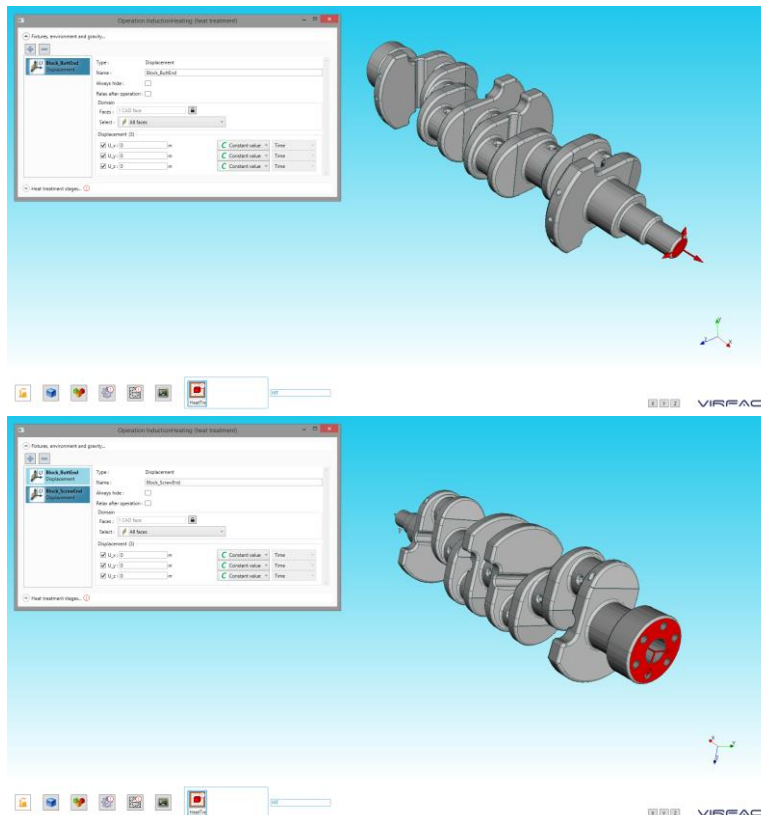 Operation InductionHeating (heat treatment)
Fixtures, environment and gravity...
Block_ButtEnd
Displacement
Type : Displacement
Name : Block_ButtEnd
Always hide :
Relax after operation :
Domain
Faces : 1 CAD face
Select : All faces
Displacement (3)
U_x : 0 m Constant value Time
U_y : 0 m Constant value Time
U_z : 0 m Constant value Time
Heat treatment stages...
HeatTre
X Y Z VIRFAC
Operation InductionHeating (heat treatment)
Fixtures, environment and gravity...
Block_ButtEnd
Displacement
Block_ScrewEnd
Displacement
Type : Displacement
Name : Block_ScrewEnd
Always hide :
Relax after operation :
Domain
Faces : 1 CAD face
Select : All faces
Displacement (3)
U_x : 0 m Constant value Time
U_y : 0 m Constant value Time
U_z : 0 m Constant value Time
Heat treatment stages...
HeatTre
X Y Z VIRFAC